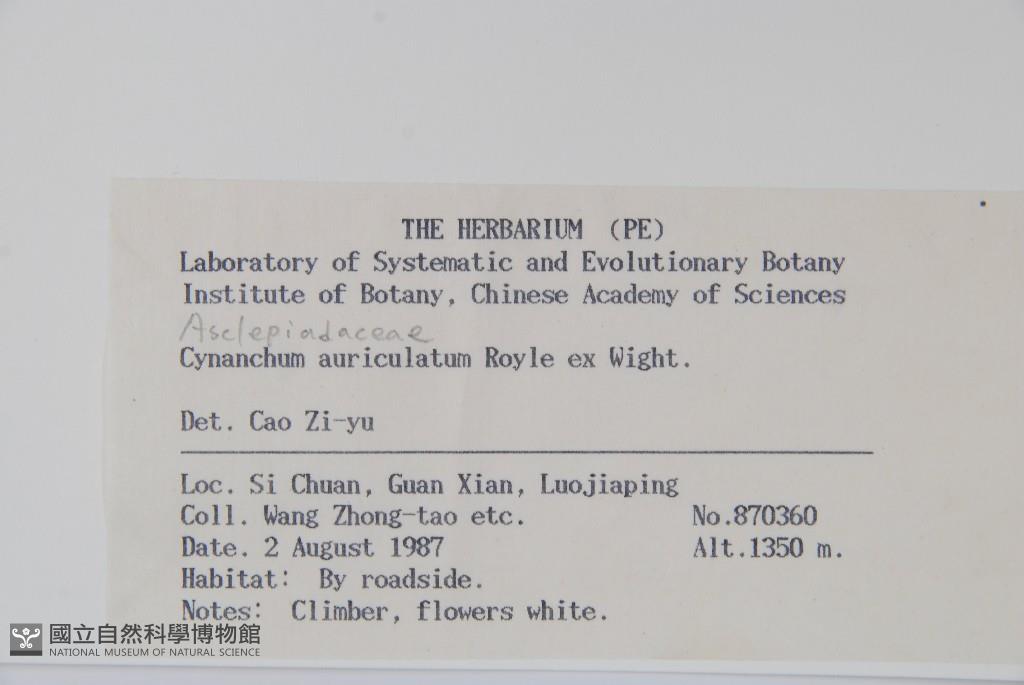 THE HERBARIUM (PE)
Laboratory of Systematic and Evolutionary Botany
Institute of Botany, Chinese Academy of Sciences
Asclepiadaceae
Cynanchum auriculatum Royle ex Wight.
Det. Cao Zi-yu
Loc. Si Chuan, Guan Xian, Luojiaping
Coll. Wang Zhong-tao etc. No.870360
Date. 2 August 1987 Alt.1350 m.
Habitat: By roadside.
Notes: Climber, flowers white.
國立自然科學博物館
NATIONAL MUSEUM OF NATURAL SCIENCE